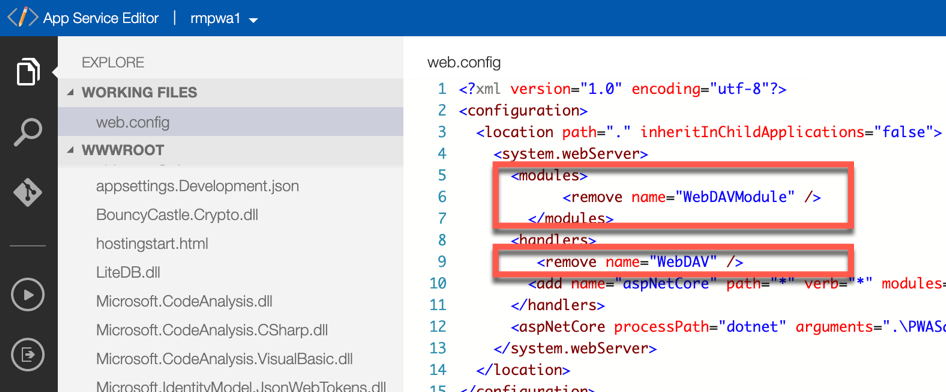 App Service Editor | rmpwa1
EXPLORE
WORKING FILES
web.config
WWWROOT
appsettings.Development.json
BouncyCastle.Crypto.dll
hostingstart.html
LiteDB.dll
Microsoft.CodeAnalysis.dll
Microsoft.CodeAnalysis.CSharp.dll
Microsoft.CodeAnalysis.VisualBasic.dll
Microsoft.IdentityModel.JsonWebTokens.dll
web.config
1 <?xml version="1.0" encoding="utf-8"?>
2 <configuration>
3 <location path="." inheritInChildApplications="false">
4 <system.webServer>
5 <modules>
6 <remove name="WebDAVModule" />
7 </modules>
8 <handlers>
9 <remove name="WebDAV" />
10 <add name="aspNetCore" path="*" verb="*" modules=
11 </handlers>
12 <aspNetCore processPath="dotnet" arguments=".\PWASc
13 </system.webServer>
14 </location>
15 </configuration>